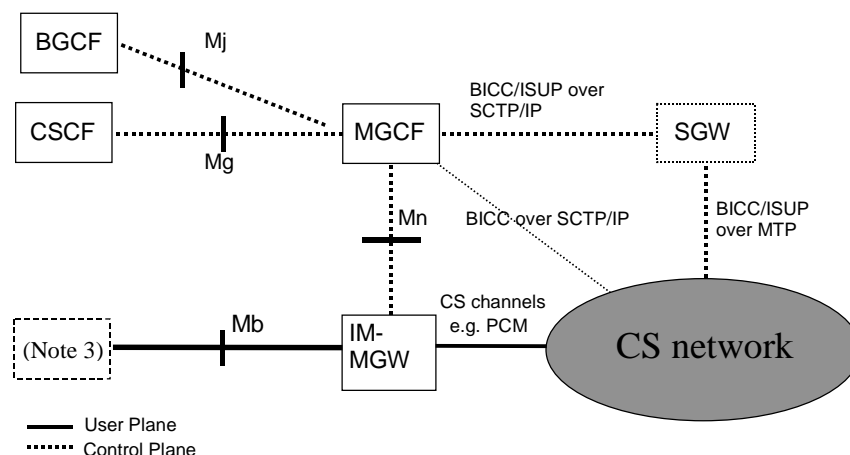 BGCF
Mj
BICC/ISUP over
SCTP/IP
CSCF
Mg
MGCF
SGW
Mn
BICC over SCTP/IP
BICC/ISUP
over MTP
(Note 3)
Mb
IM-
MGW
CS channels
e.g. PCM
CS network
User Plane
Control Plane